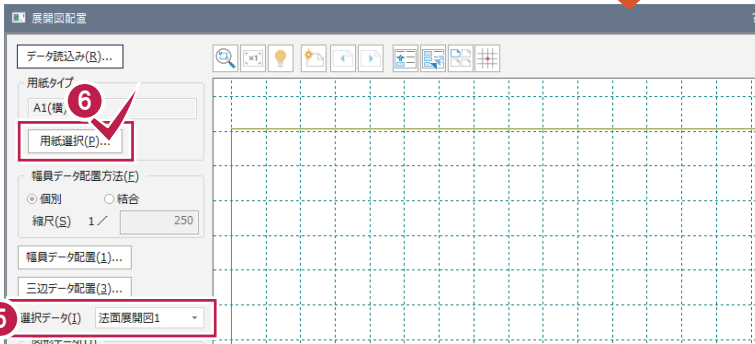 展開図配置
データ読込み(R)...
×1
用紙タイプ
A1(横)
6
用紙選択(P)...
幅員データ配置方法(F)
個別 結合
縮尺(S) 1／ 250
幅員データ配置(1)...
三辺データ配置(3)...
5 選択データ(I) 法面展開図1